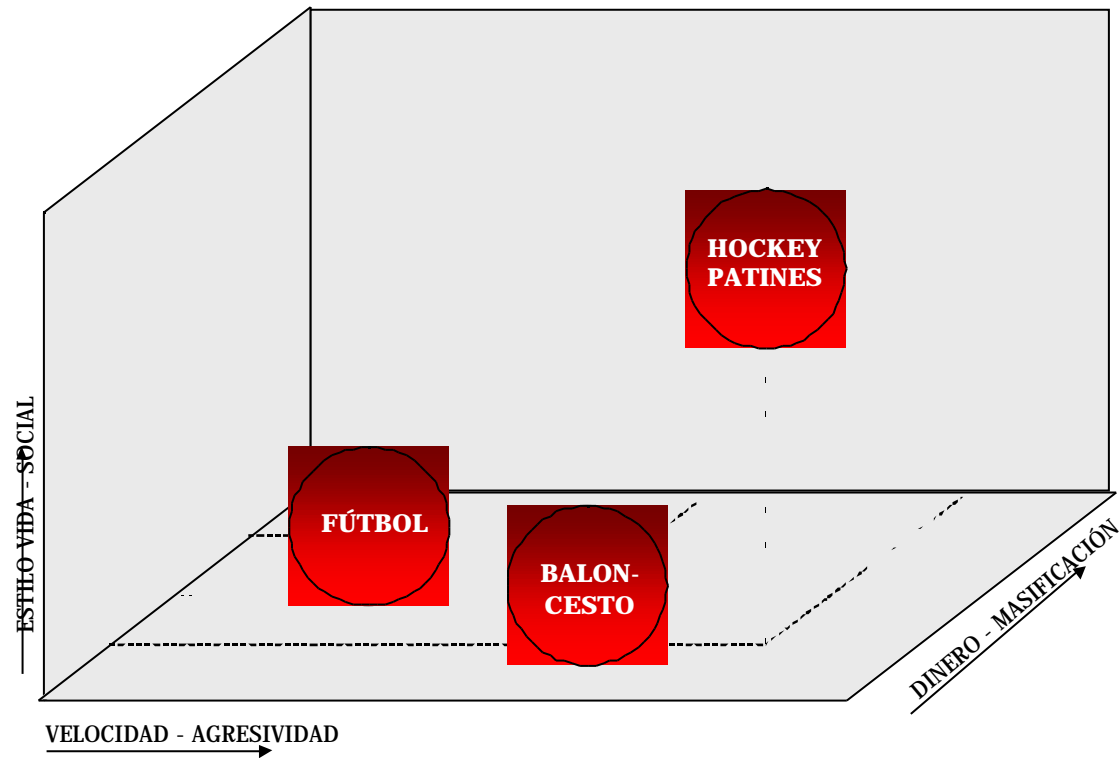 HOCKEY
PATINES
FÚTBOL
BALON-
CESTO
ESTILO VIDA - SOCIAL
DINERO - MASIFICACIÓN
VELOCIDAD - AGRESIVIDAD